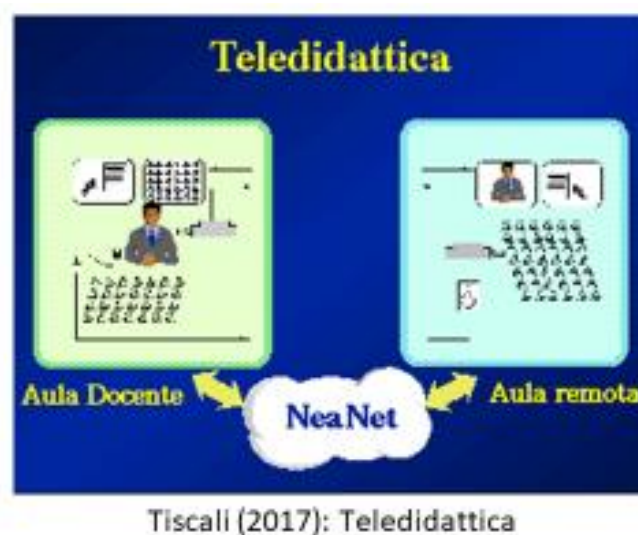 Teledidattica
Aula Docente
NeaNet
Aula remota
Tiscali (2017): Teledidattica